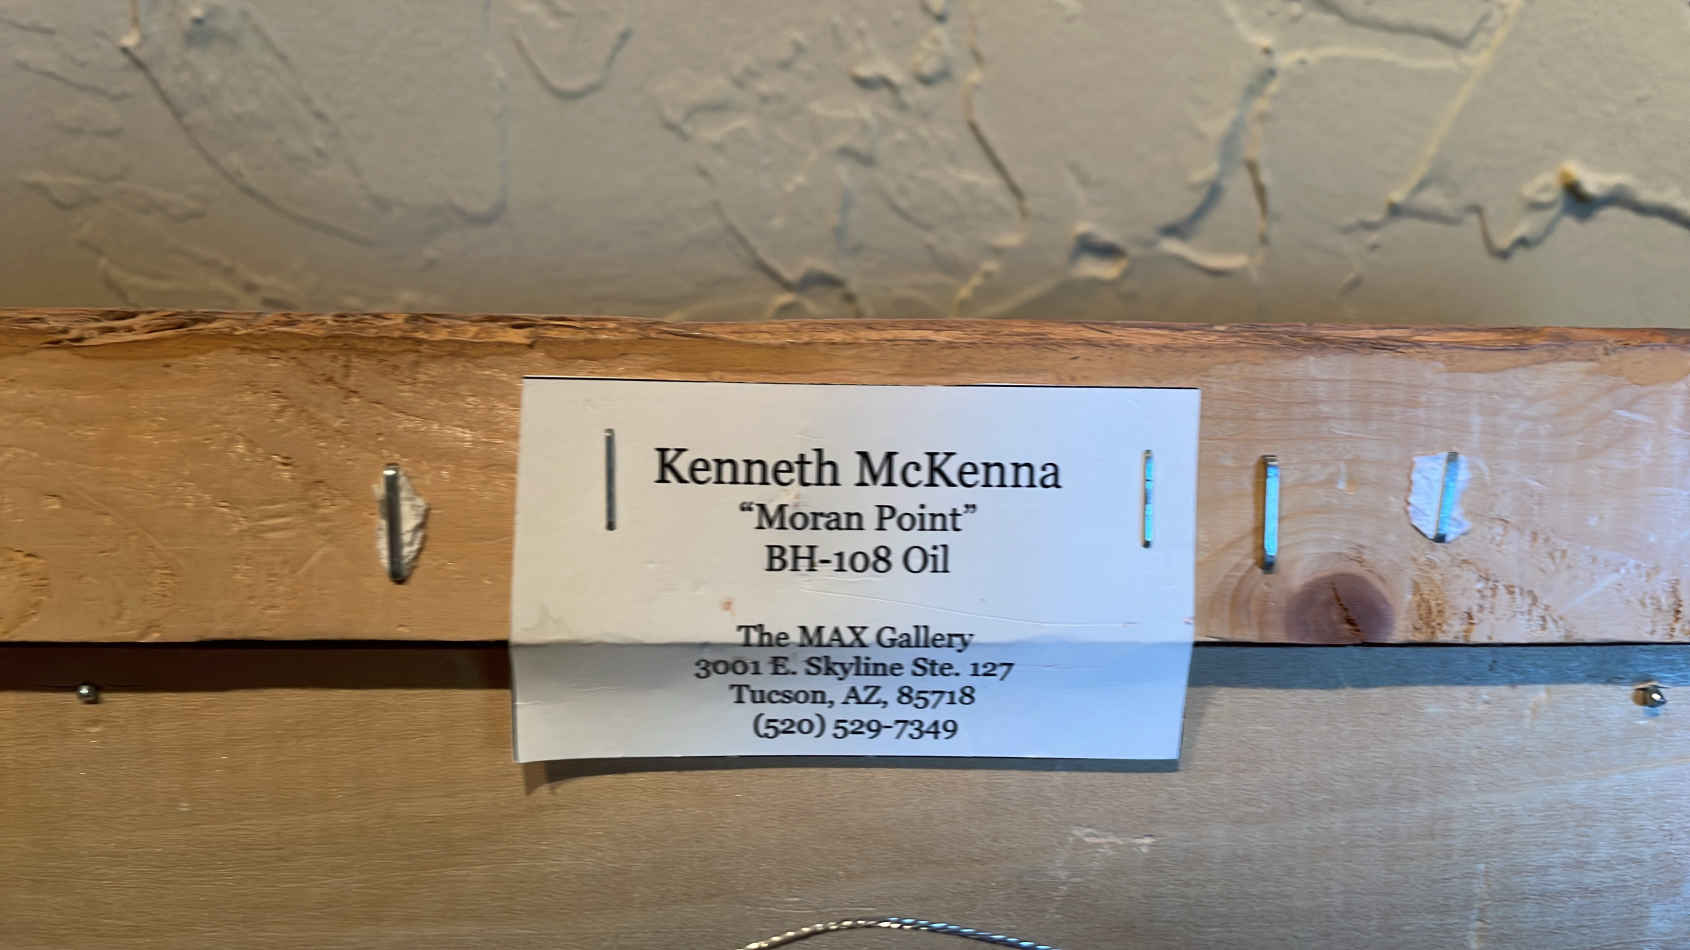 Kenneth McKenna
“Moran Point”
BH-108 Oil
The MAX Gallery
3001 E. Skyline Ste. 127
Tucson, AZ, 85718
(520) 529-7349